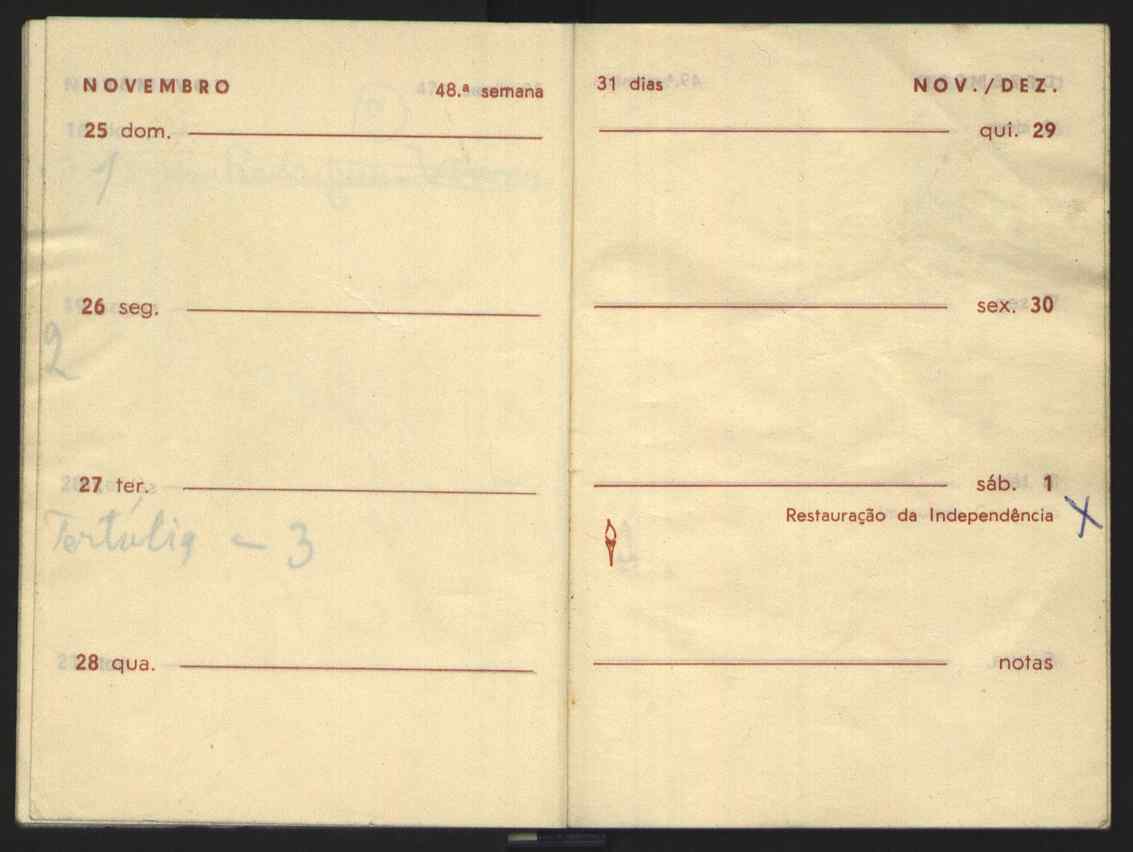 NOVEMBRO 48.ª semana
25 dom.
1
26 seg.
2
27 ter.
Tertúlia - 3
28 qua.
31 dias NOV./DEZ.
qui. 29
sex. 30
sáb. 1
Restauração da Independência X
notas